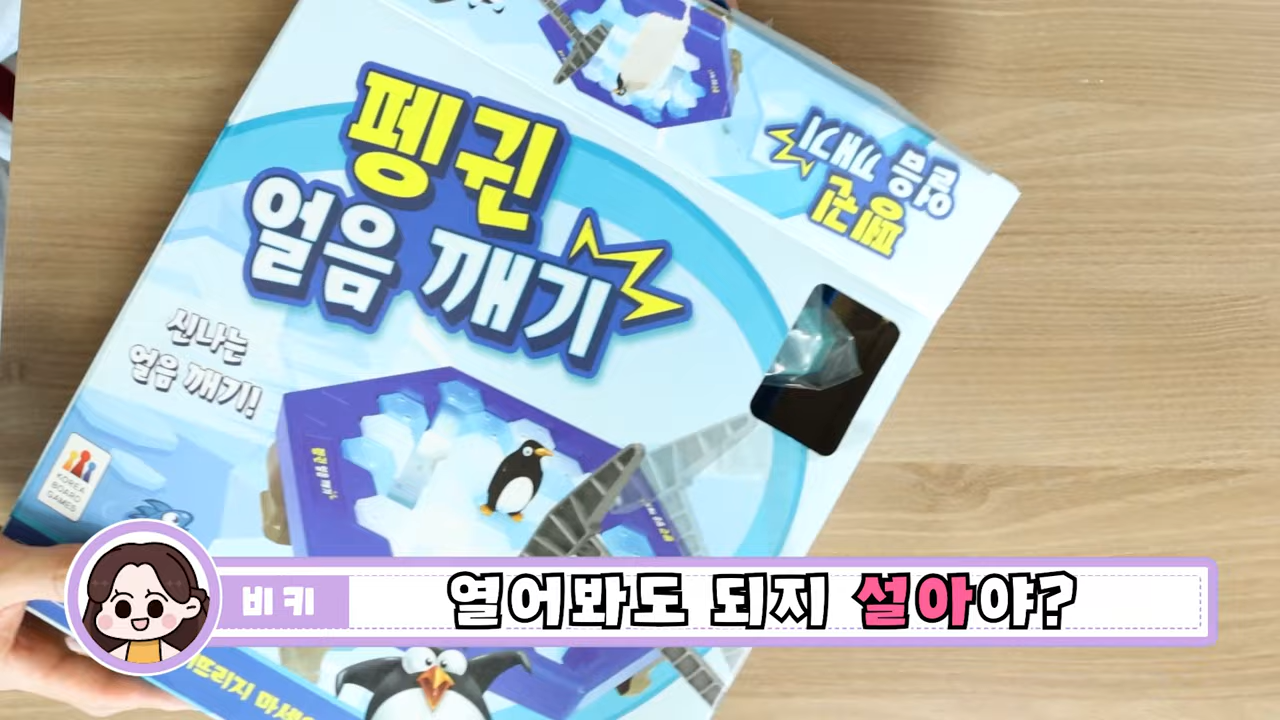 펭귄
얼음 깨기
펭귄
얼음 깨기
신나는
얼음 깨기!
KOREA
BOARD
GAMES
비키
열어봐도 되지 설아야?